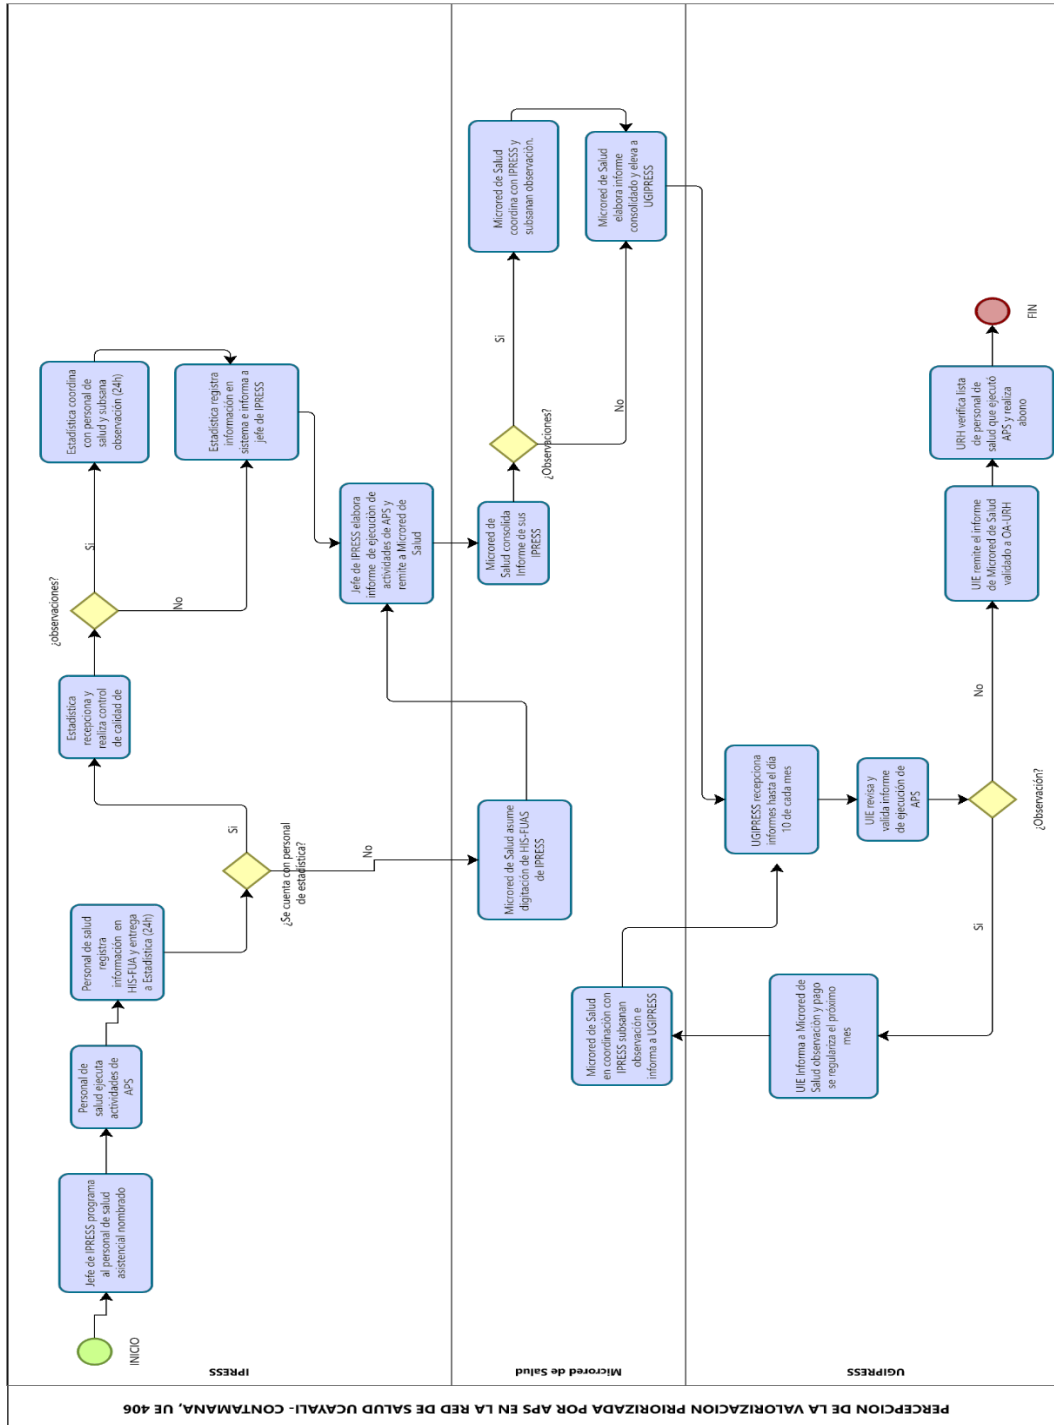 PERCEPCION DE LA VALORIZACION PRIORIZADA POR APS EN LA RED DE SALUD UCAYALI- CONTAMANA, UE 406
IPRESS
INICIO
Jefe de IPRESS programa
al personal de salud
asistencial nombrado
Personal de
salud ejecuta
actividades de
APS
Personal de salud
registra
información en
HIS-FUA y entrega
a Estadística (24h)
¿Se cuenta con personal
de estadística?
Si
No
Estadística
recepciona y
realiza control
de calidad de
¿observaciones?
Si
No
Estadística coordina
con personal de
salud y subsana
observación (24h)
Estadística registra
información en
sistema e informa a
jefe de IPRESS
Jefe de IPRESS elabora
informe de ejecución de
actividades de APS y
remite a Microred de
Salud
Microred de Salud
Microred de Salud asume
digitación de HIS-FUAS
de IPRESS
Microred de
Salud consolida
Informe de sus
IPRESS
¿Observaciones?
Si
No
Microred de Salud
coordina con IPRESS y
subsanan observación.
Microred de Salud
elabora informe
consolidado y eleva a
UGIPRESS
Microred de Salud
en coordinación con
IPRESS subsanan
observación e
informa a UGIPRESS
UGIPRESS
UGIPRESS recepciona
informes hasta el día
10 de cada mes
UIE revisa y
valida informe
de ejecución de
APS
¿Observación?
Si
No
UIE Informa a Microred de
Salud observación y pago
se regulariza el próximo
mes
UIE remite el informe
de Microred de Salud
validado a OA-URH
URH verifica lista
de personal de
salud que ejecutó
APS y realiza
abono
FIN